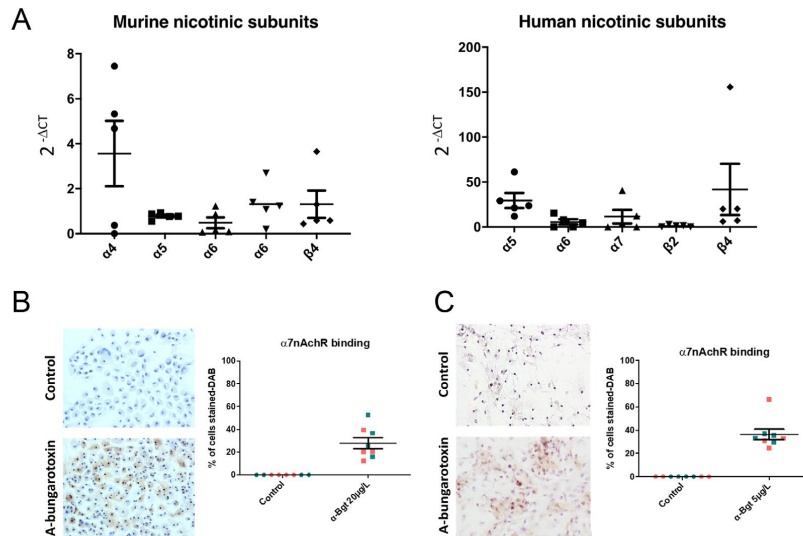 A
Murine nicotinic subunits
Human nicotinic subunits
2^-ΔCT
8
6
4
2
0
α4
α5
α6
α6
β4
2^-ΔCT
200
150
100
50
0
α5
α6
α7
β2
β4
B
Control
A-bungarotoxin
α7nAchR binding
% of cells stained-DAB
100
80
60
40
20
0
Control
α-Bgt 20µg/L
C
Control
A-bungarotoxin
α7nAchR binding
% of cells stained-DAB
100
80
60
40
20
0
Control
α-Bgt 5µg/L